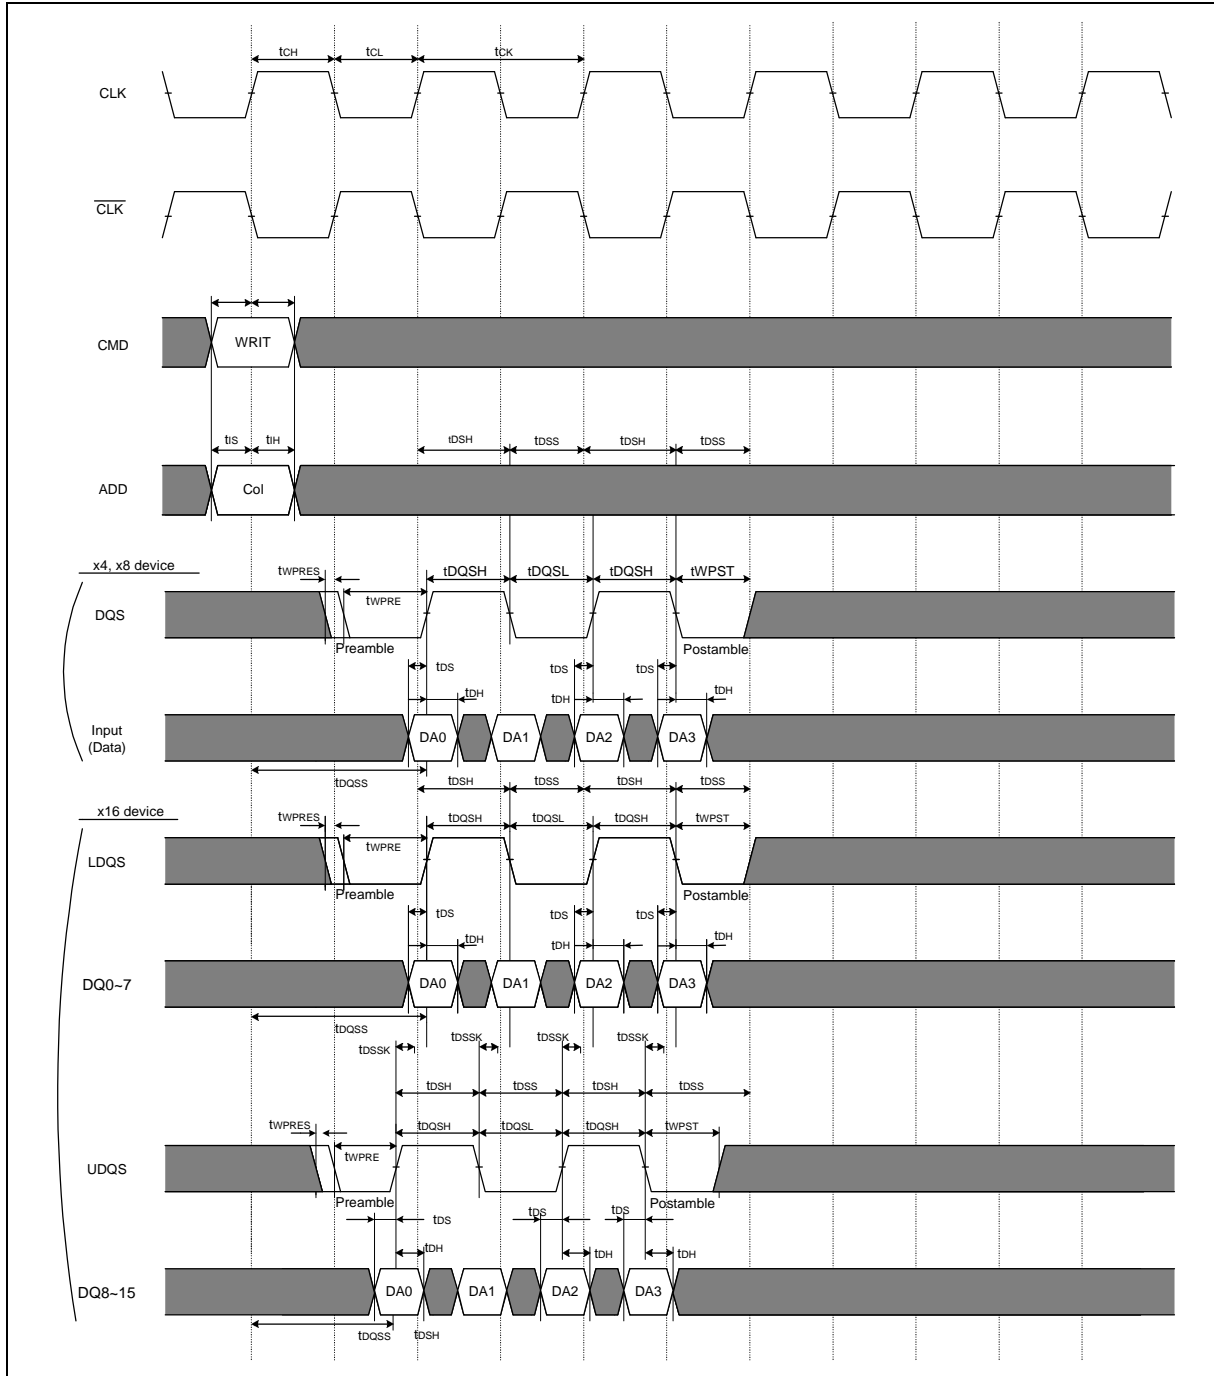 tCH tCL tCK
CLK
CLK
CMD WRIT
tIS tIH tDSH tDSS tDSH tDSS
ADD Col
x4, x8 device
tWPRES tDQSH tDQSL tDQSH tWPST
tWPRE
DQS
Preamble Postamble
tDS tDS tDS
tDH tDH tDH
Input
(Data)
DA0 DA1 DA2 DA3
tDQSS tDSH tDSS tDSH tDSS
x16 device
tWPRES tDQSH tDQSL tDQSH tWPST
tWPRE
LDQS
Preamble Postamble
tDS tDS tDS
tDH tDH tDH
DQ0~7 DA0 DA1 DA2 DA3
tDQSS
tDSSK tDSSK tDSSK tDSSK
tDSH tDSS tDSH tDSS
tWPRES tDQSH tDQSL tDQSH tWPST
tWPRE
UDQS
Preamble Postamble
tDS tDS tDS
tDH tDH tDH
DQ8~15 DA0 DA1 DA2 DA3
tDQSS tDSH